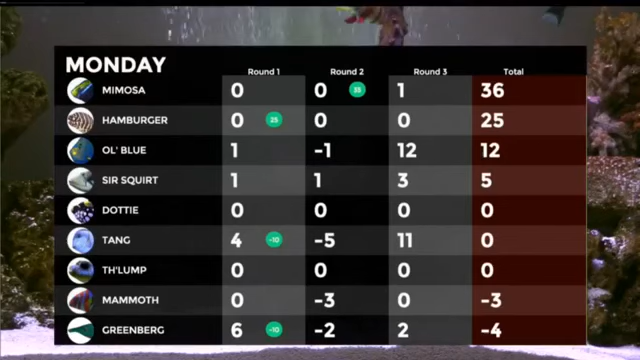 MONDAY
Round 1 Round 2 Round 3 Total
MIMOSA 0 0 35 1 36
HAMBURGER 0 25 0 0 25
OL' BLUE 1 -1 12 12
SIR SQUIRT 1 1 3 5
DOTTIE 0 0 0 0
TANG 4 -10 -5 11 0
TH'LUMP 0 0 0 0
MAMMOTH 0 -3 0 -3
GREENBERG 6 -10 -2 2 -4